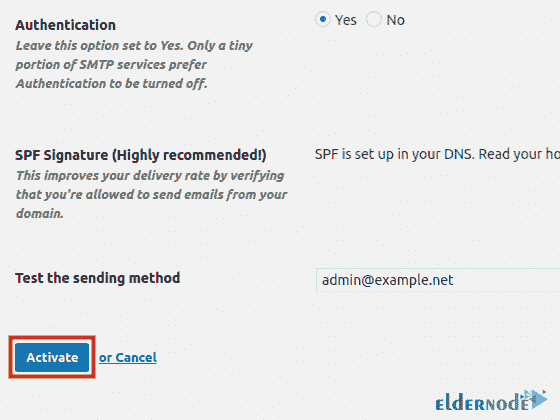 Authentication
Yes No
Leave this option set to Yes. Only a tiny
portion of SMTP services prefer
Authentication to be turned off.
SPF Signature (Highly recommended!)
SPF is set up in your DNS. Read your
This improves your delivery rate by verifying
that you're allowed to send emails from your
domain.
Test the sending method
admin@example.net
Activate or Cancel
eldernode